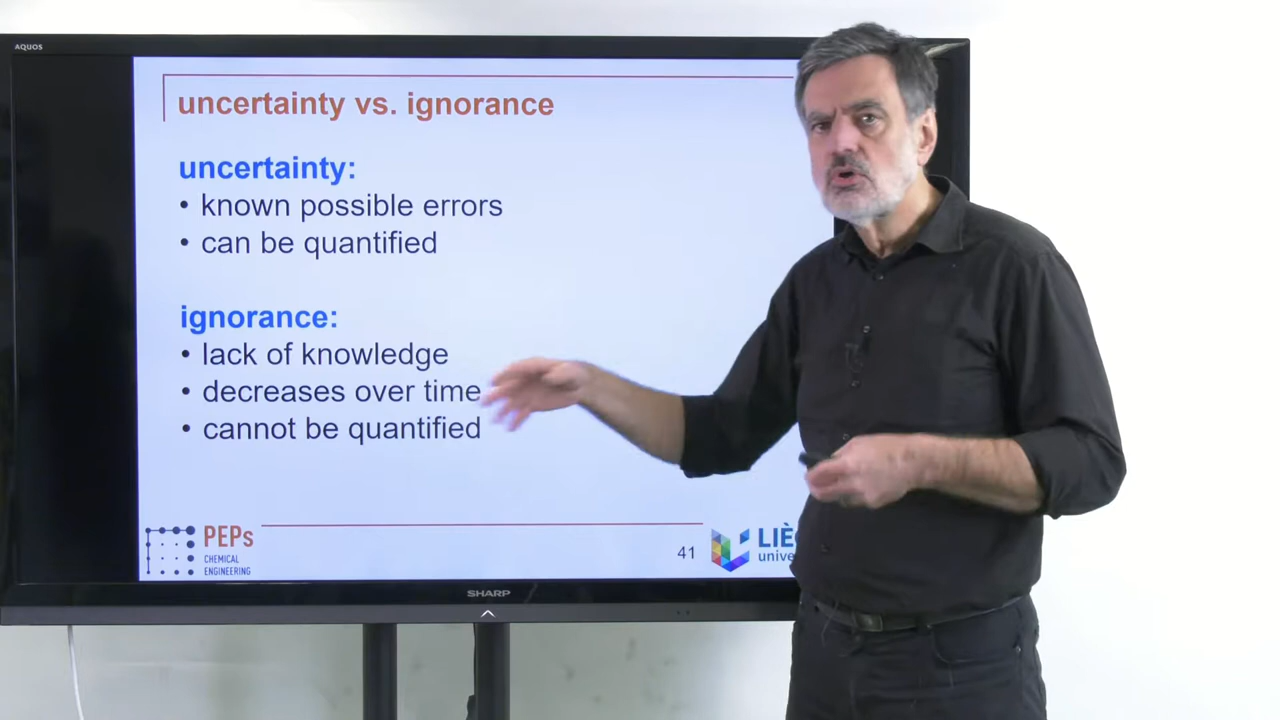 AQUOS
uncertainty vs. ignorance
uncertainty:
• known possible errors
• can be quantified
ignorance:
• lack of knowledge
• decreases over time
• cannot be quantified
PEPs
CHEMICAL
ENGINEERING
41
SHARP